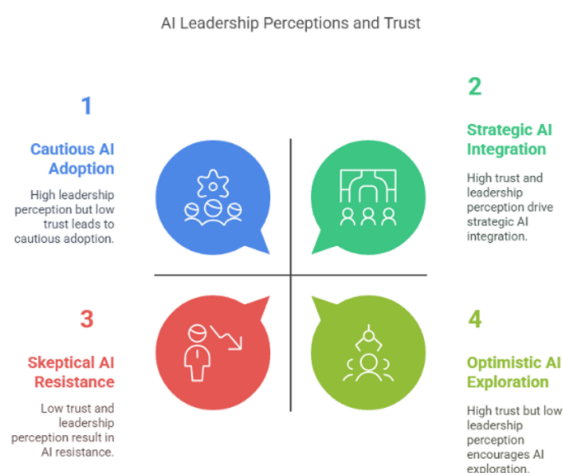 AI Leadership Perceptions and Trust
1
Cautious AI
Adoption
High leadership
perception but low
trust leads to
cautious adoption.
2
Strategic AI
Integration
High trust and
leadership
perception drive
strategic AI
integration.
3
Skeptical AI
Resistance
Low trust and
leadership
perception result in
AI resistance.
4
Optimistic AI
Exploration
High trust but low
leadership
perception
encourages AI
exploration.